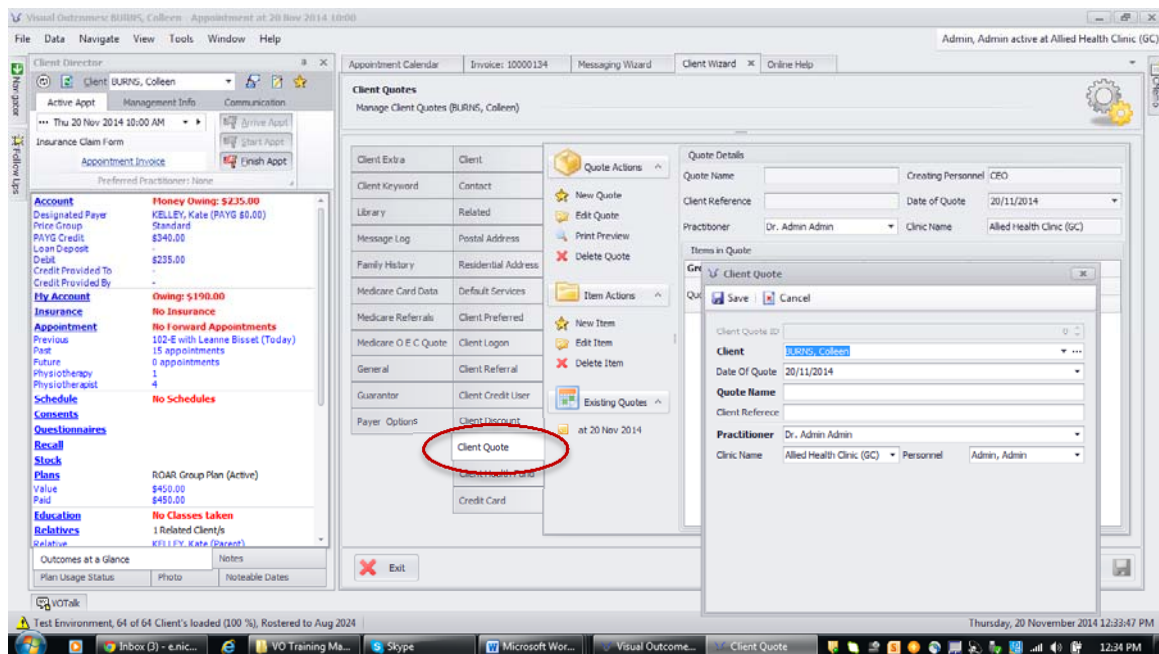 Visual Outcomes: BURNS, Colleen - Appointment at 20 Nov 2014 10:00
File Data Navigate View Tools Window Help
Admin, Admin active at Allied Health Clinic (GC)
Navigator
Follow Ups
Client Director
Client BURNS, Colleen
Active Appt Management Info Communication
Thu 20 Nov 2014 10:00 AM
Arrive Appt
Insurance Claim Form
Start Appt
Appointment Invoice
Finish Appt
Preferred Practitioner: None
Account Money Owing: $235.00
Designated Payer KELLEY, Kate (PAYG $0.00)
Price Group Standard
PAYG Credit $340.00
Loan Deposit -
Debit $235.00
Credit Provided To -
Credit Provided By -
My Account Owing: $190.00
Insurance No Insurance
Appointment No Forward Appointments
Previous 102-E with Leanne Bisset (Today)
Past 15 appointments
Future 0 appointments
Physiotherapy 1
Physiotherapist 4
Schedule No Schedules
Consents
Questionnaires
Recall
Stock
Plans ROAR Group Plan (Active)
Value $450.00
Paid $450.00
Education No Classes taken
Relatives 1 Related Client/s
Relative KELLEY, Kate (Parent)
Outcomes at a Glance Notes
Plan Usage Status Photo Noteable Dates
Appointment Calendar Invoice: 10000134 Messaging Wizard Client Wizard Online Help
Client Quotes
Manage Client Quotes (BURNS, Colleen)
Client Extra
Client Keyword
Library
Message Log
Family History
Medicare Card Data
Medicare Referrals
Medicare O E C Quote
General
Guarantor
Payer Options
Client
Contact
Related
Postal Address
Residential Address
Default Services
Client Preferred
Client Logon
Client Referral
Client Credit User
Client Discount
Client Quote
Client Health Fund
Credit Card
Quote Actions
New Quote
Edit Quote
Print Preview
Delete Quote
Item Actions
New Item
Edit Item
Delete Item
Existing Quotes
at 20 Nov 2014
Quote Details
Quote Name Creating Personnel CEO
Client Reference Date of Quote 20/11/2014
Practitioner Dr. Admin Admin Clinic Name Allied Health Clinic (GC)
Items in Quote
Client Quote
Save Cancel
Client Quote ID 0
Client BURNS, Colleen
Date Of Quote 20/11/2014
Quote Name
Client Referece
Practitioner Dr. Admin Admin
Clinic Name Allied Health Clinic (GC) Personnel Admin, Admin
Exit
VOTalk
Test Environment, 64 of 64 Client's loaded (100 %), Rostered to Aug 2024
Thursday, 20 November 2014 12:33:47 PM
Inbox (3) - e.nic... VO Training Ma... Skype Microsoft Wor... Visual Outcome... Client Quote 12:34 PM